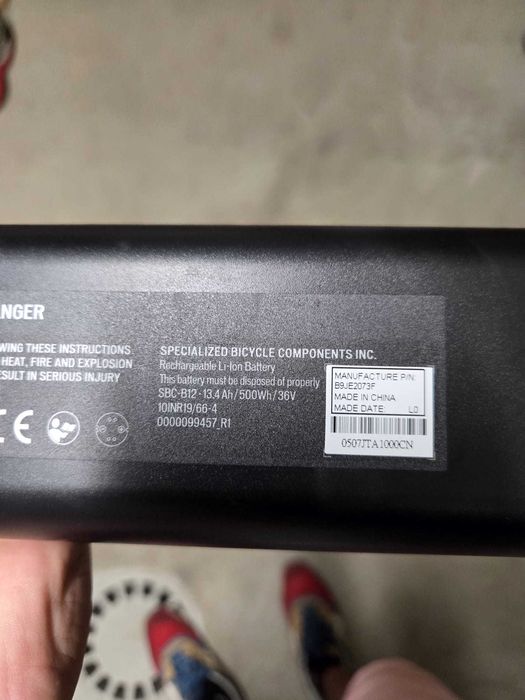 NGER
WING THESE INSTRUCTIONS
HEAT, FIRE AND EXPLOSION
ESULT IN SERIOUS INJURY
CE
SPECIALIZED BICYCLE COMPONENTS INC.
Rechargeable Li-Ion Battery
This battery must be disposed of properly
SBC-B12 - 13.4 Ah / 500Wh / 36V
10INR19/66-4
0000099457_R1
MANUFACTURE P/N:
B9JE2073F
MADE IN CHINA
MADE DATE: L0
0507JTA1000CN